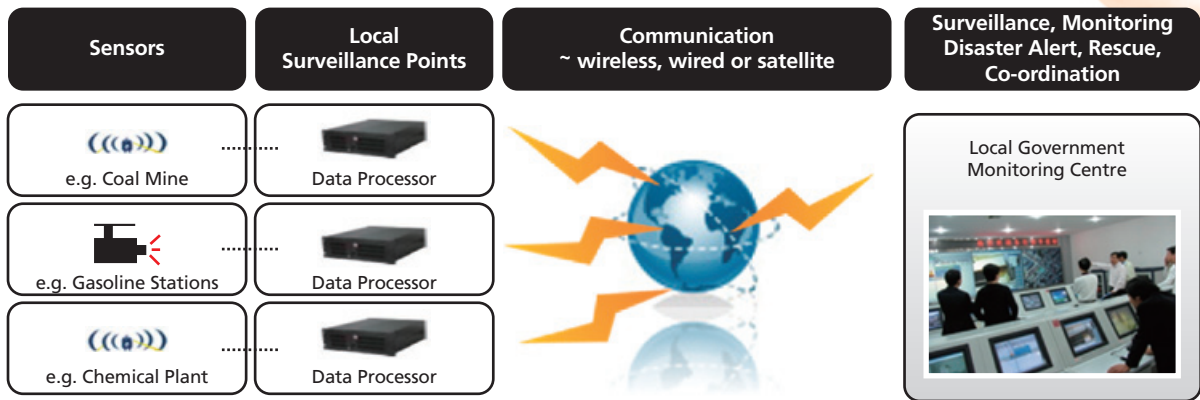 Sensors
Local
Surveillance Points
Communication
~ wireless, wired or satellite
Surveillance, Monitoring
Disaster Alert, Rescue,
Co-ordination
e.g. Coal Mine
Data Processor
Local Government
Monitoring Centre
e.g. Gasoline Stations
Data Processor
e.g. Chemical Plant
Data Processor